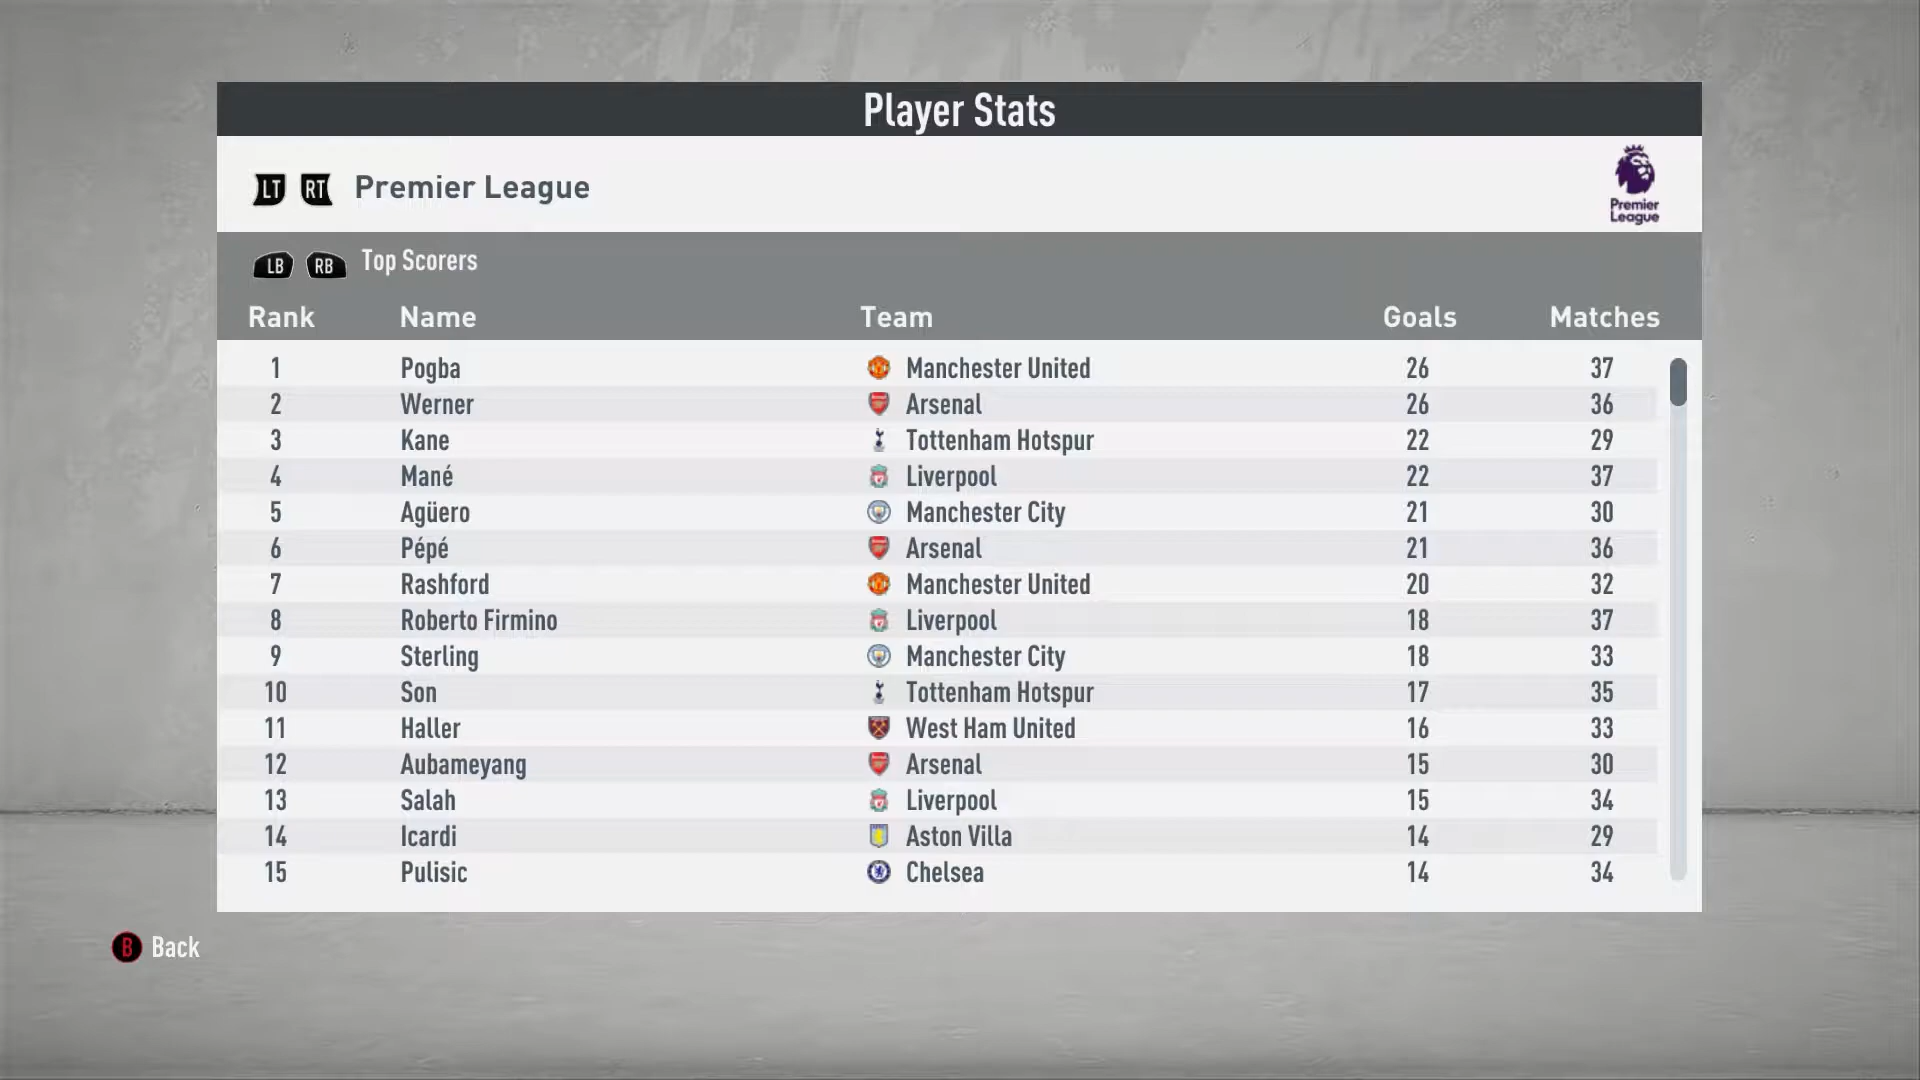 Player Stats
LT RT Premier League
Premier
League
LB RB Top Scorers
Rank Name Team Goals Matches
1 Pogba Manchester United 26 37
2 Werner Arsenal 26 36
3 Kane Tottenham Hotspur 22 29
4 Mané Liverpool 22 37
5 Agüero Manchester City 21 30
6 Pépé Arsenal 21 36
7 Rashford Manchester United 20 32
8 Roberto Firmino Liverpool 18 37
9 Sterling Manchester City 18 33
10 Son Tottenham Hotspur 17 35
11 Haller West Ham United 16 33
12 Aubameyang Arsenal 15 30
13 Salah Liverpool 15 34
14 Icardi Aston Villa 14 29
15 Pulisic Chelsea 14 34
B Back